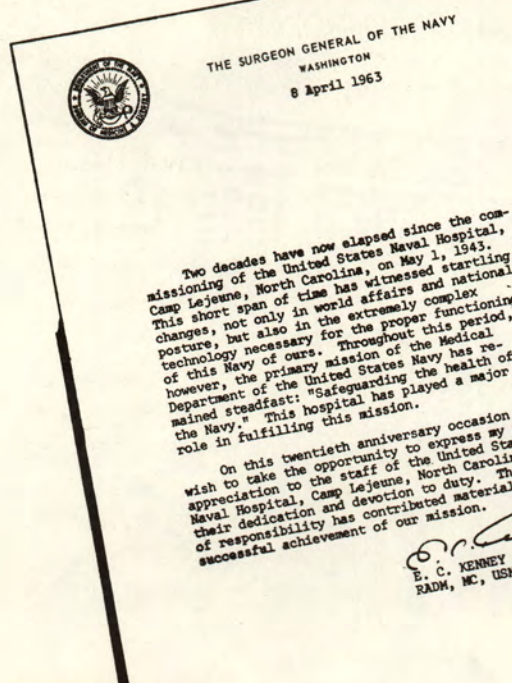 THE SURGEON GENERAL OF THE NAVY
WASHINGTON
8 April 1963
Two decades have now elapsed since the com-
missioning of the United States Naval Hospital,
Camp Lejeune, North Carolina, on May 1, 1943.
This short span of time has witnessed startling
changes, not only in world affairs and national
posture, but also in the extremely complex
technology necessary for the proper functioning
of this Navy of ours. Throughout this period,
however, the primary mission of the Medical
Department of the United States Navy has re-
mained steadfast: "Safeguarding the health of
the Navy." This hospital has played a major
role in fulfilling this mission.
On this twentieth anniversary occasion
wish to take the opportunity to express my
appreciation to the staff of the United Sta
Naval Hospital, Camp Lejeune, North Carolin
their dedication and devotion to duty. Th
of responsibility has contributed material
successful achievement of our mission.
E. C.
E. C. KENNEY
RADM, MC, USN